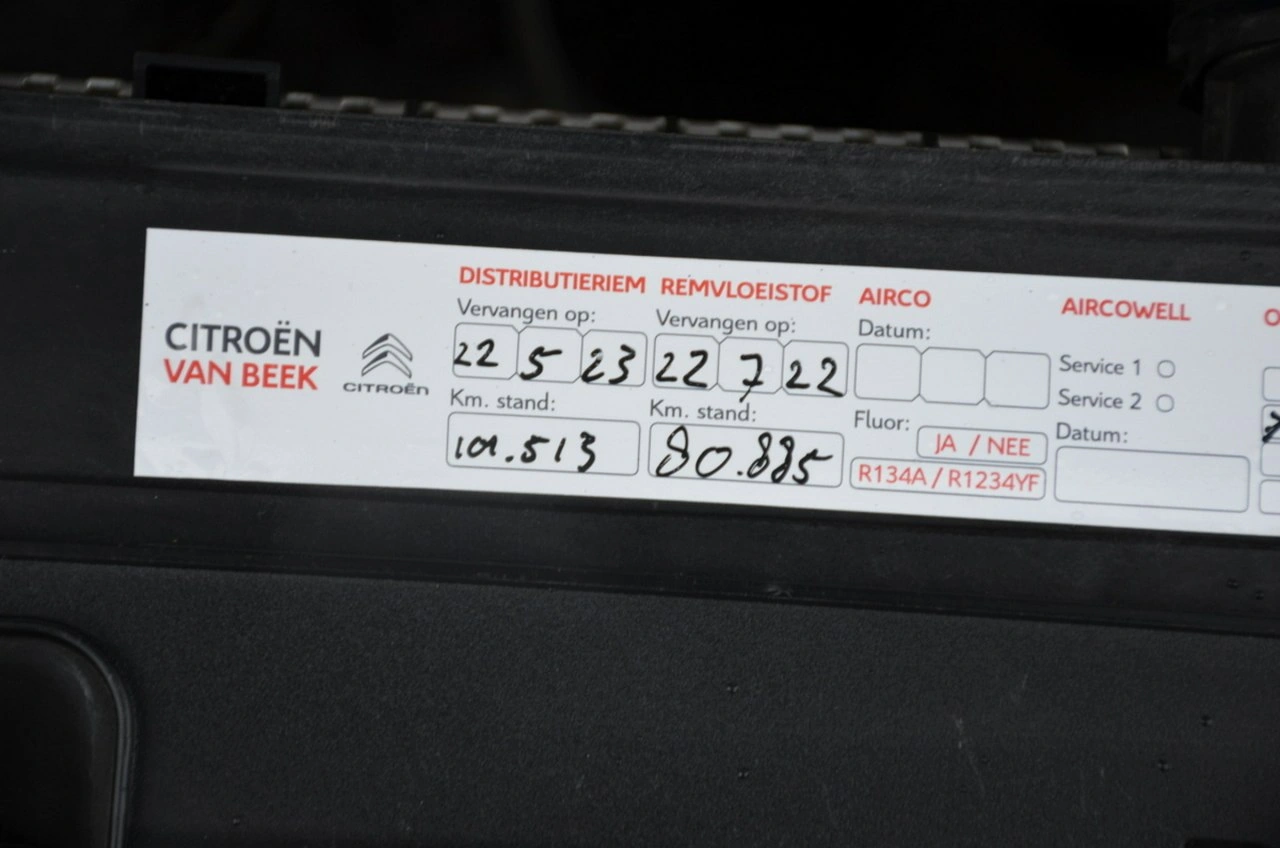 CITROËN
VAN BEEK
CITROËN
DISTRIBUTIERIEM
Vervangen op:
22 5 23
Km. stand:
101.513
REMVLOEISTOF
Vervangen op:
22 7 22
Km. stand:
80.885
AIRCO
Datum:
Fluor:
JA / NEE
R134A / R1234YF
AIRCOWELL
Service 1
Service 2
Datum: